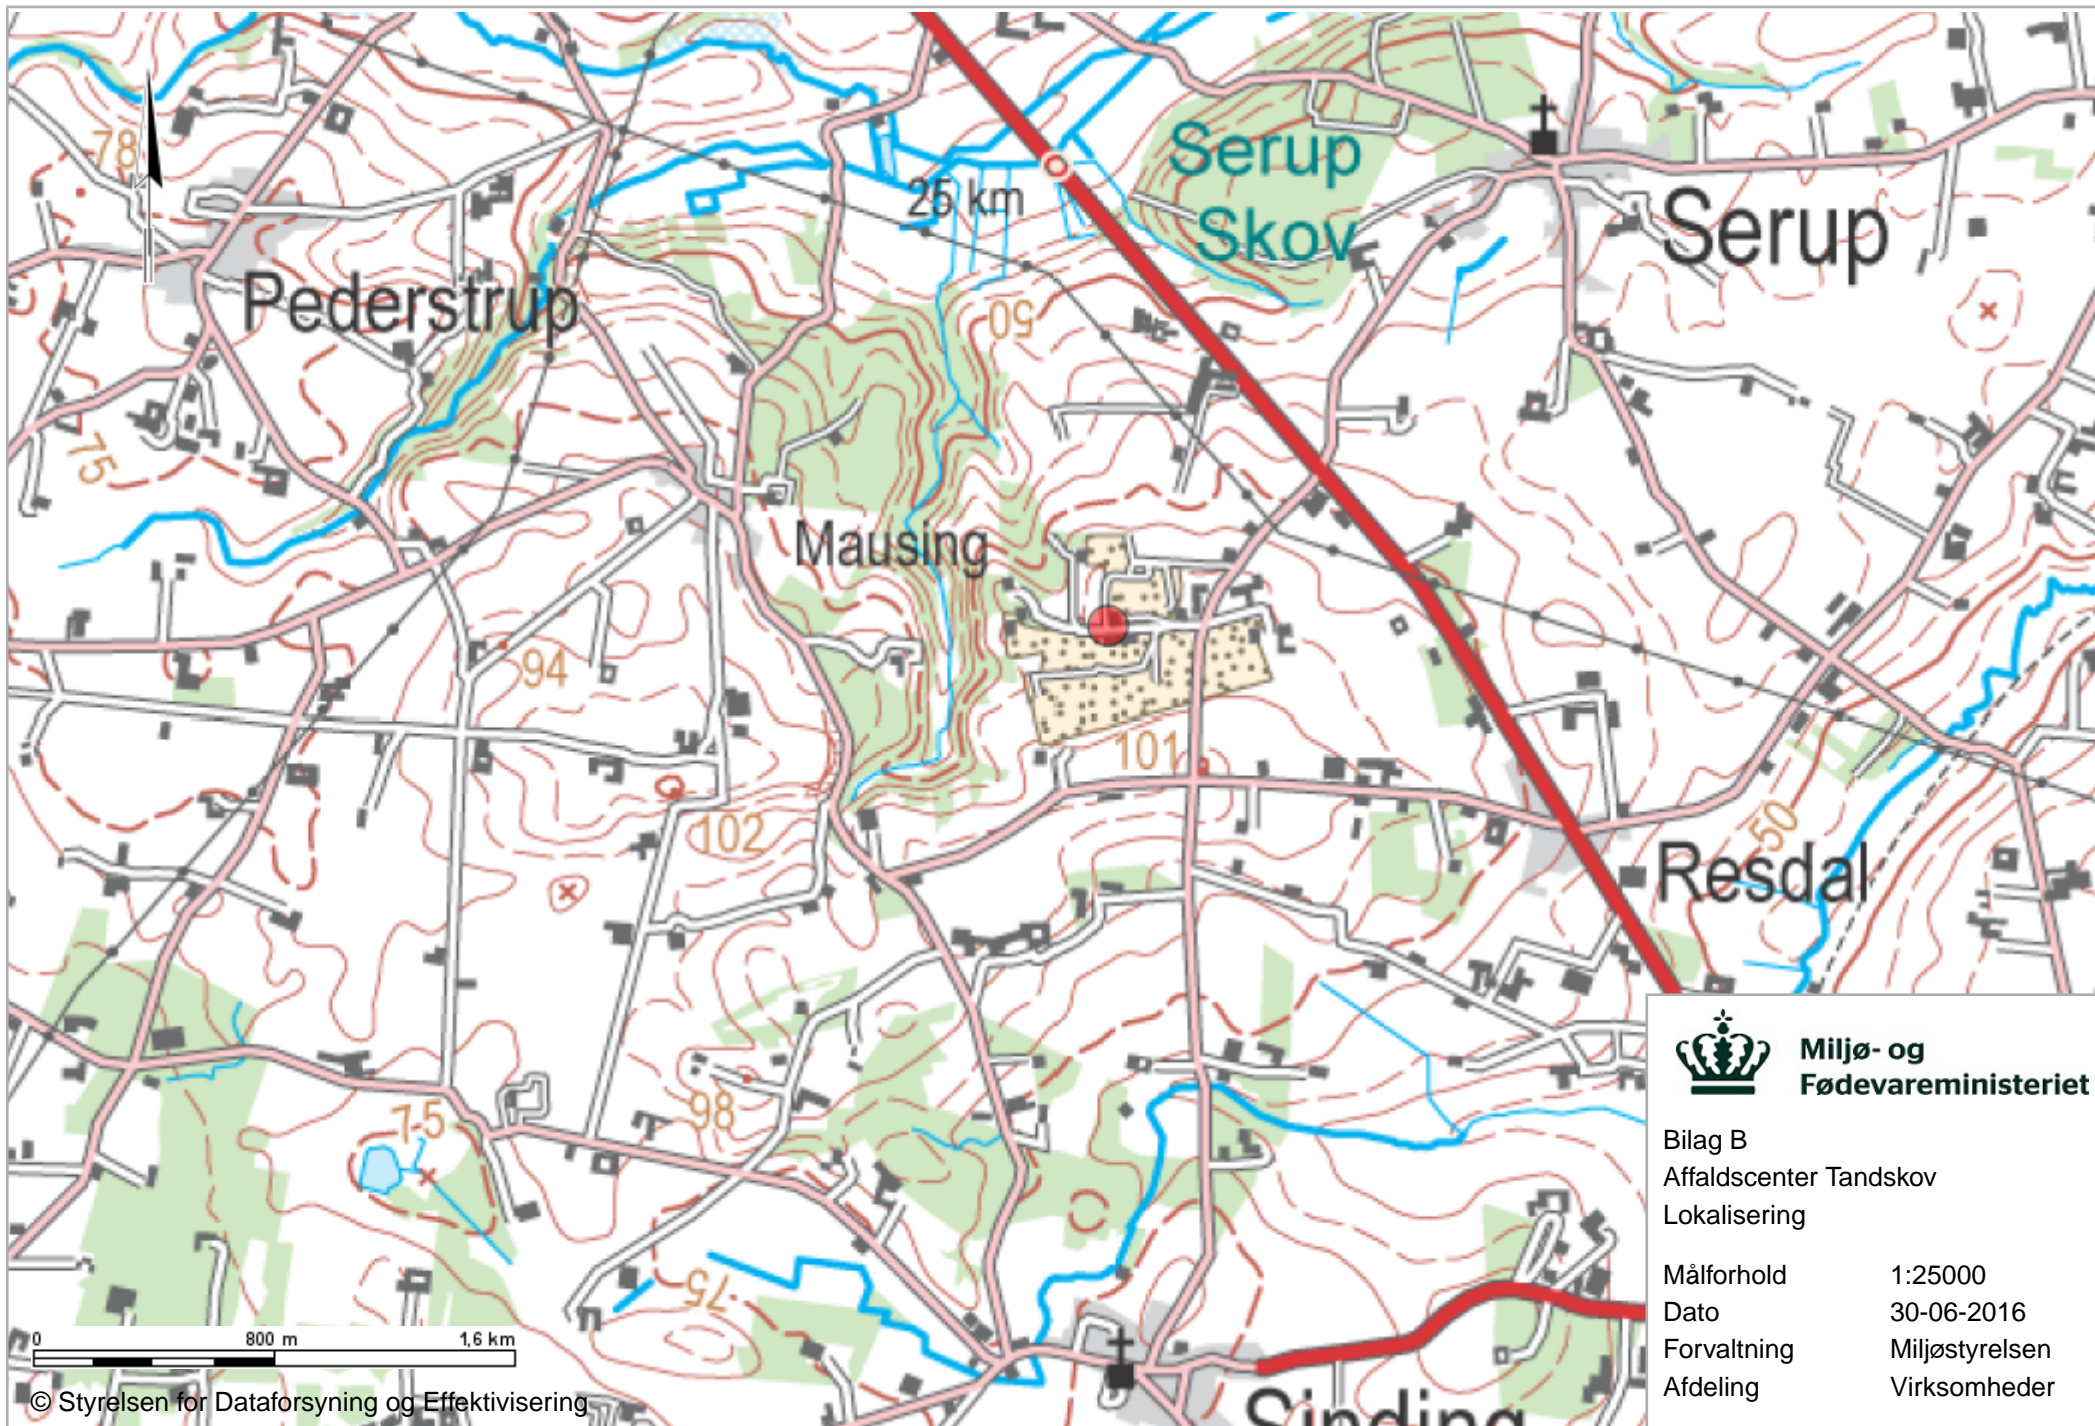 Serup
Skov
78
25 km
Serup
Pederstrup
50
75
Mausing
94
101
102
50
Resdal
75
98
75
Sinding
Miljø- og
Fødevareministeriet
Bilag B
Affaldscenter Tandskov
Lokalisering
Målforhold 1:25000
Dato 30-06-2016
Forvaltning Miljøstyrelsen
Afdeling Virksomheder
0 800 m 1,6 km
© Styrelsen for Dataforsyning og Effektivisering